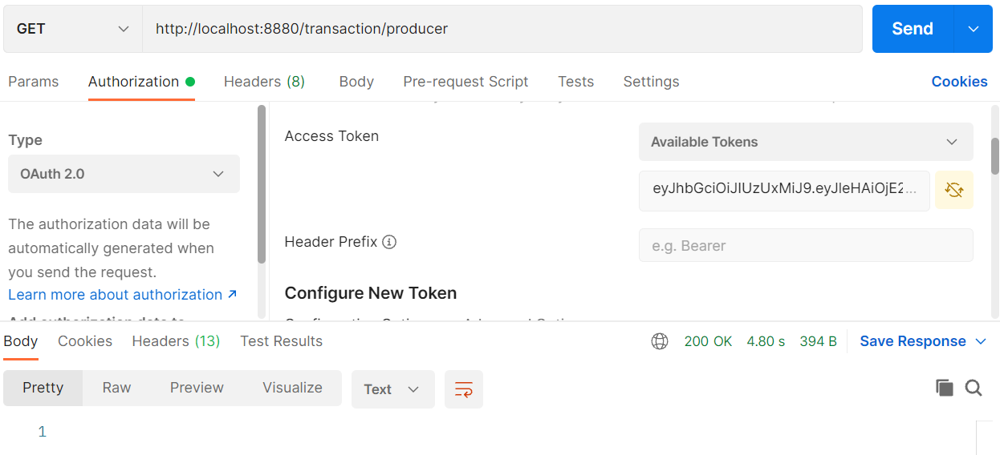 GET http://localhost:8880/transaction/producer Send
Params Authorization Headers (8) Body Pre-request Script Tests Settings Cookies
Type
OAuth 2.0
The authorization data will be
automatically generated when
you send the request.
Learn more about authorization ↗
Access Token
Available Tokens
eyJhbGciOiJIUzUxMiJ9.eyJleHAiOjE2...
Header Prefix
e.g. Bearer
Configure New Token
Body Cookies Headers (13) Test Results 200 OK 4.80 s 394 B Save Response
Pretty Raw Preview Visualize Text
1